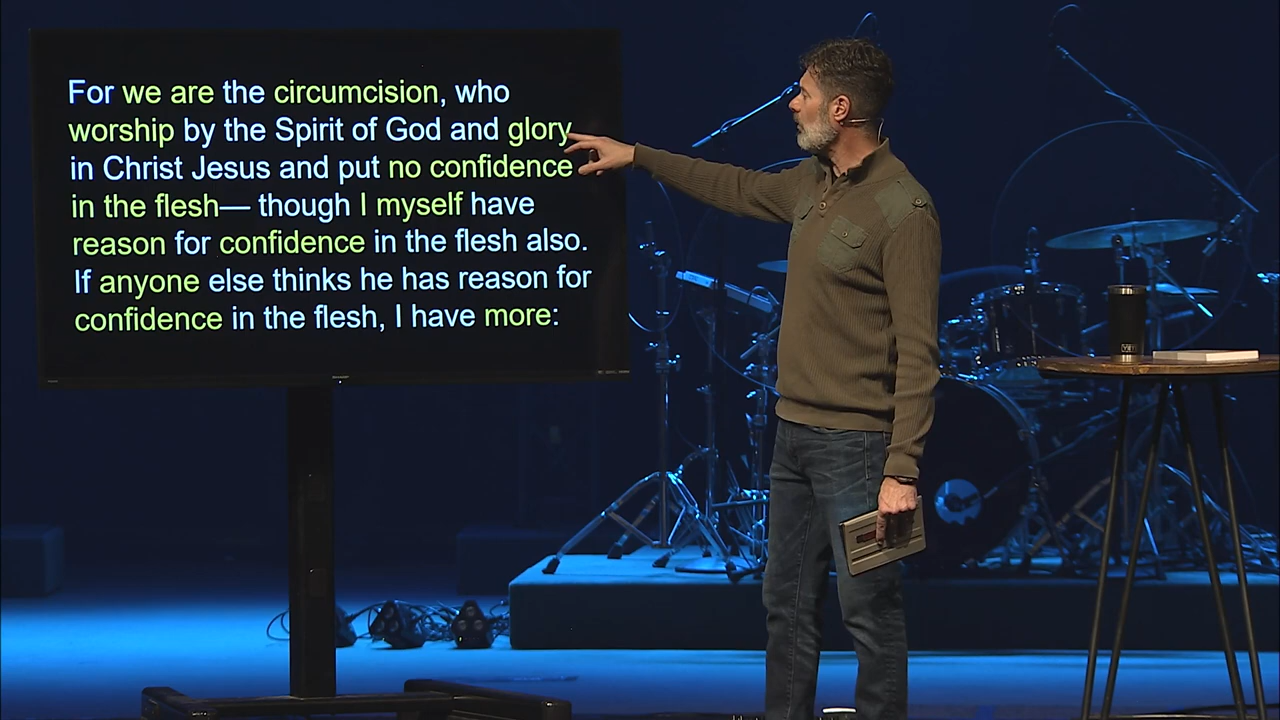 For we are the circumcision, who
worship by the Spirit of God and glory
in Christ Jesus and put no confidence
in the flesh— though I myself have
reason for confidence in the flesh also.
If anyone else thinks he has reason for
confidence in the flesh, I have more:
SHARP
YETI